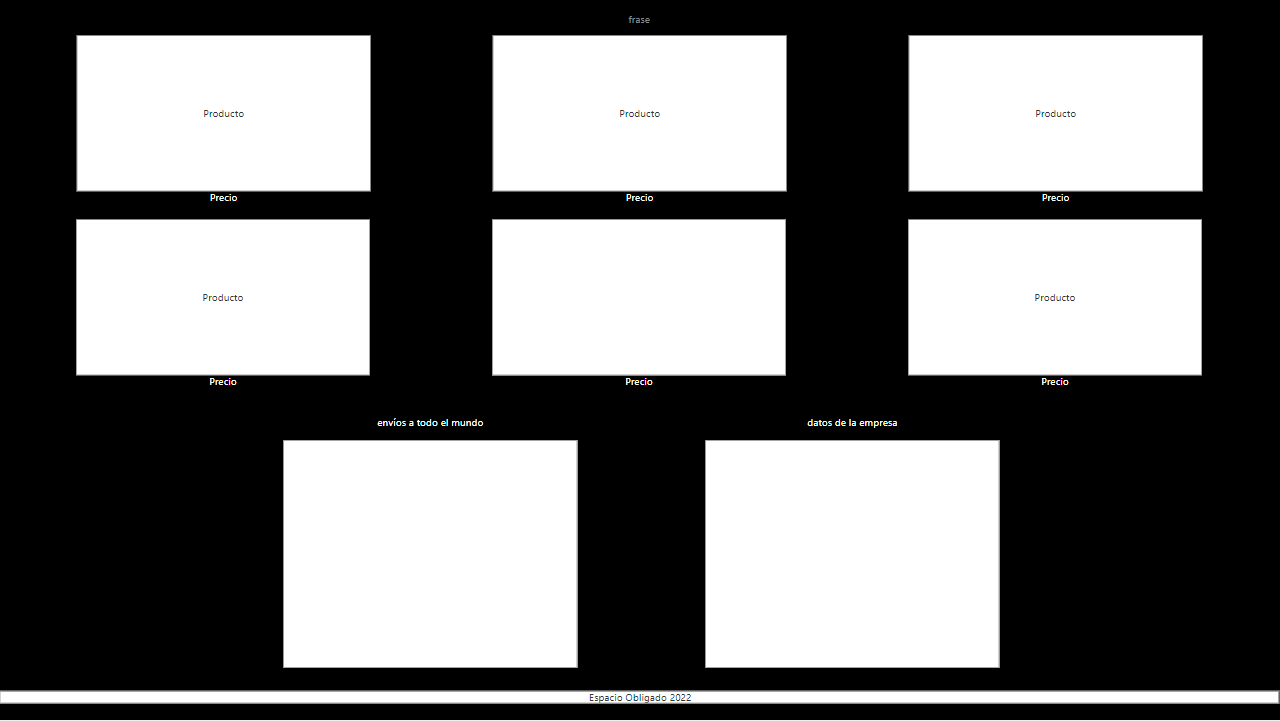 frase
Producto
Producto
Producto
Precio
Precio
Precio
Producto
Producto
Precio
Precio
Precio
envíos a todo el mundo
datos de la empresa
Espacio Obligado 2022